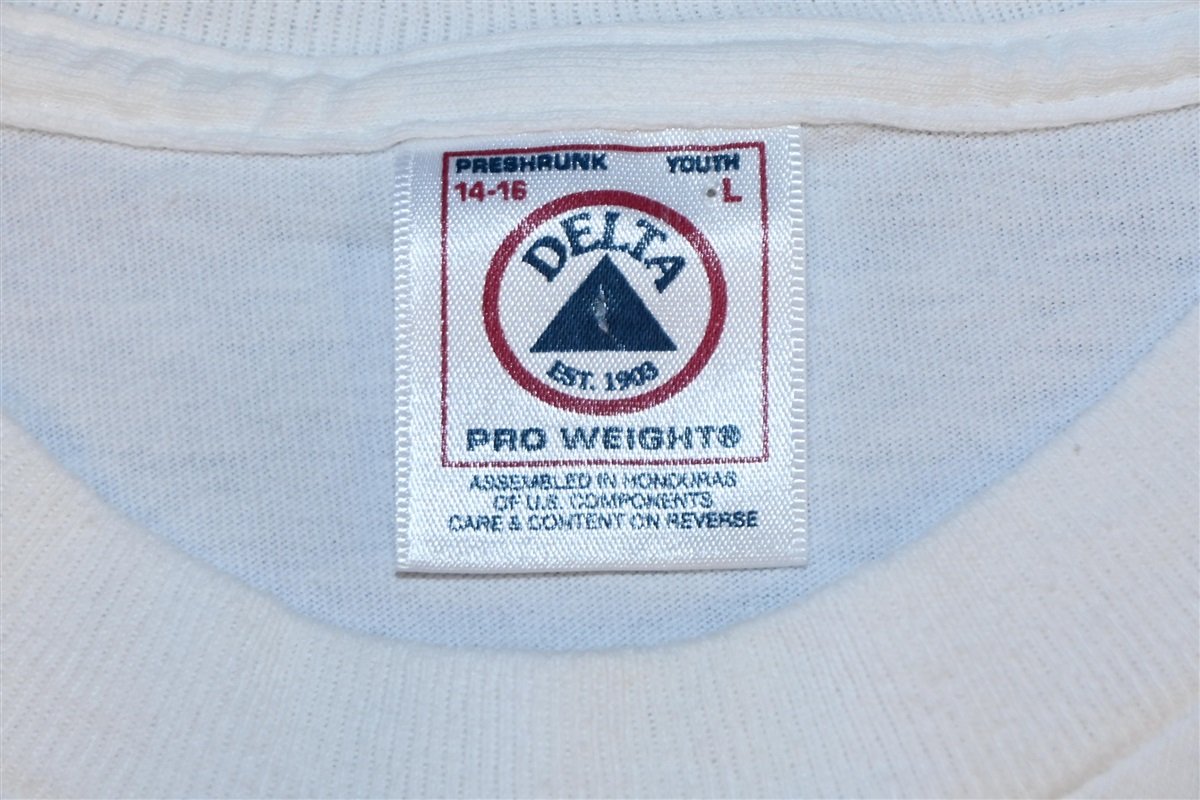 PRESHRUNK YOUTH
14-16 L
DELTA
EST. 1903
PRO WEIGHT®
ASSEMBLED IN HONDURAS
OF U.S. COMPONENTS
CARE & CONTENT ON REVERSE